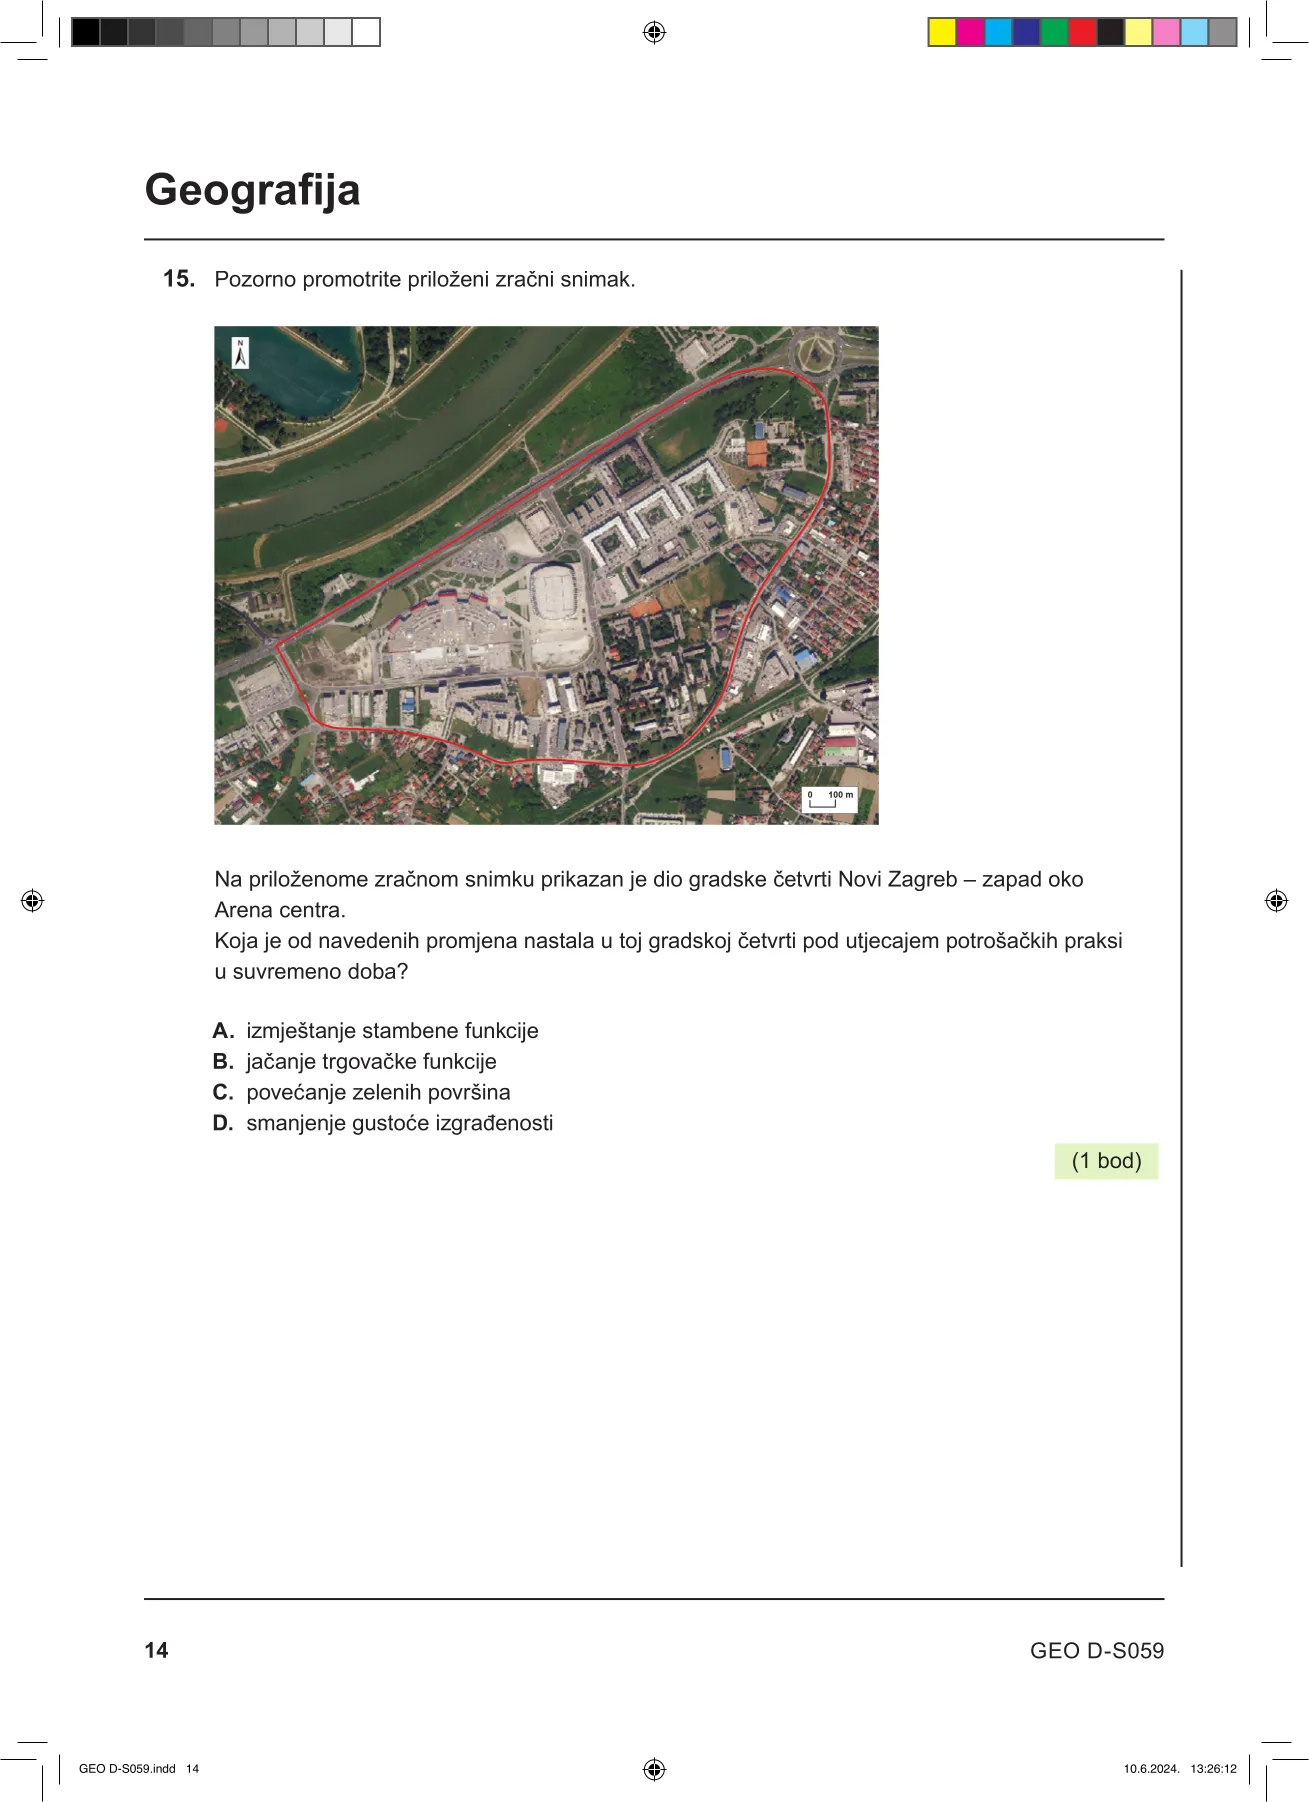 Geografija
15. Pozorno promotrite priloženi zračni snimak.
N
0 100 m
Na priloženome zračnom snimku prikazan je dio gradske četvrti Novi Zagreb – zapad oko
Arena centra.
Koja je od navedenih promjena nastala u toj gradskoj četvrti pod utjecajem potrošačkih praksi
u suvremeno doba?
A. izmještanje stambene funkcije
B. jačanje trgovačke funkcije
C. povećanje zelenih površina
D. smanjenje gustoće izgrađenosti
(1 bod)
14
GEO D-S059
GEO D-S059.indd 14
10.6.2024. 13:26:12